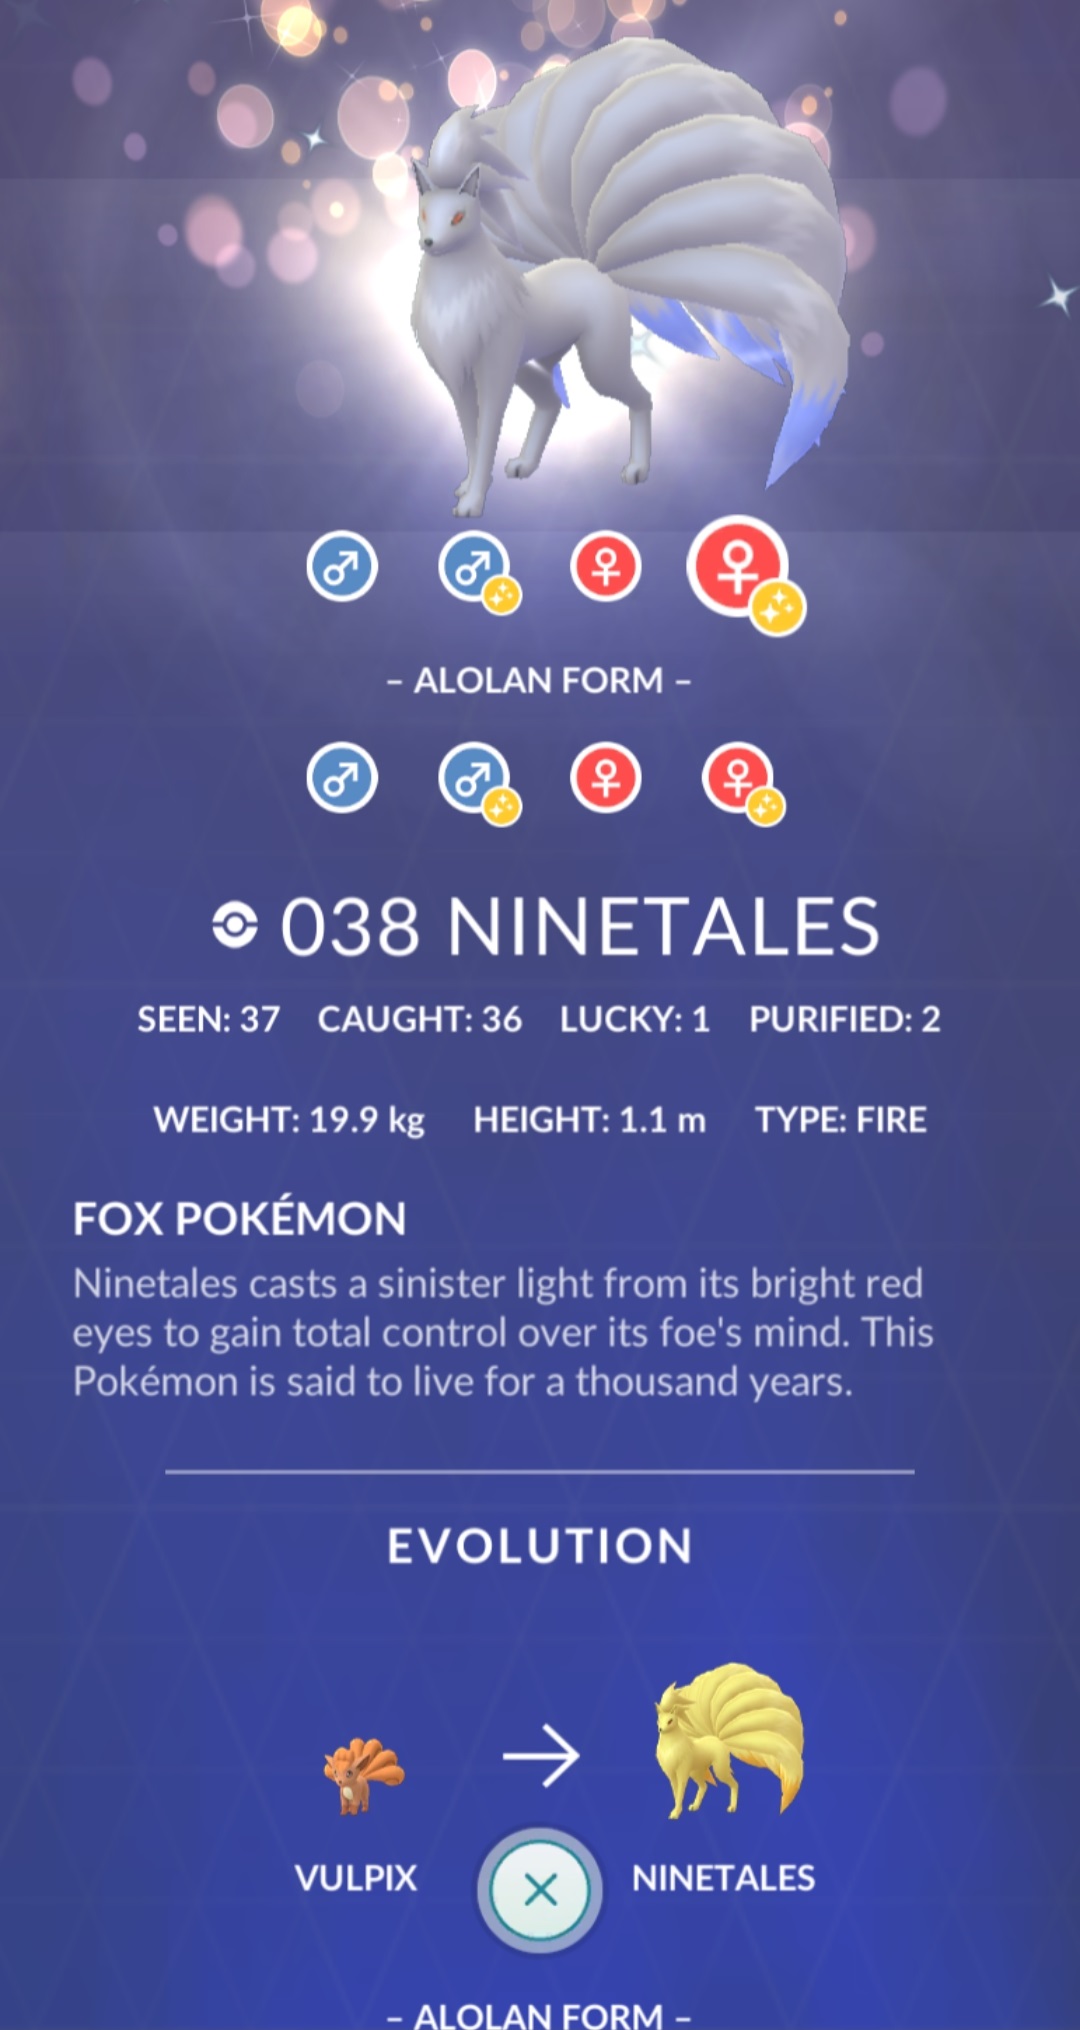 – ALOLAN FORM –
038 NINETALES
SEEN: 37 CAUGHT: 36 LUCKY: 1 PURIFIED: 2
WEIGHT: 19.9 kg HEIGHT: 1.1 m TYPE: FIRE
FOX POKÉMON
Ninetales casts a sinister light from its bright red
eyes to gain total control over its foe's mind. This
Pokémon is said to live for a thousand years.
EVOLUTION
VULPIX NINETALES
– ALOLAN FORM –